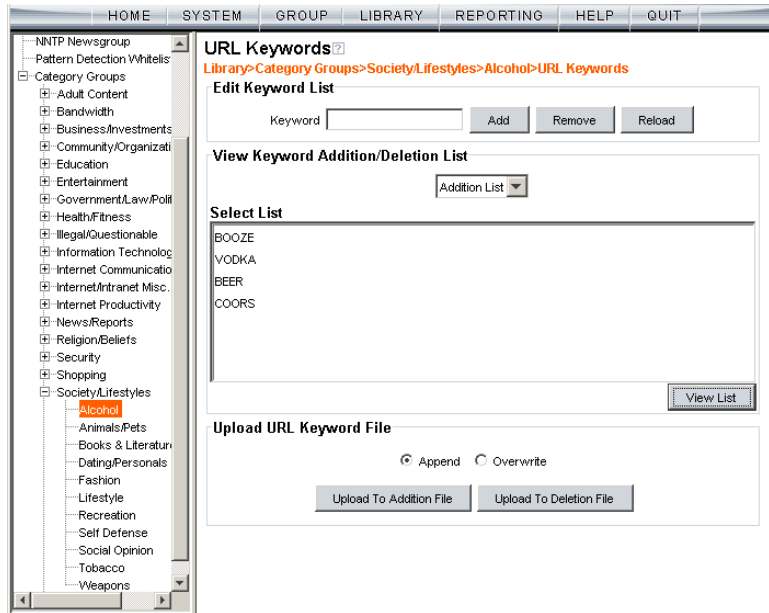 HOME SYSTEM GROUP LIBRARY REPORTING HELP QUIT
NNTP Newsgroup
Pattern Detection Whitelis
Category Groups
Adult Content
Bandwidth
Business/Investments
Community/Organizati
Education
Entertainment
Government/Law/Polit
Health/Fitness
Illegal/Questionable
Information Technolog
Internet Communicatio
Internet/Intranet Misc.
Internet Productivity
News/Reports
Religion/Beliefs
Security
Shopping
Society/Lifestyles
Alcohol
Animals/Pets
Books & Literature
Dating/Personals
Fashion
Lifestyle
Recreation
Self Defense
Social Opinion
Tobacco
Weapons
URL Keywords?
Library>Category Groups>Society/Lifestyles>Alcohol>URL Keywords
Edit Keyword List
Keyword Add Remove Reload
View Keyword Addition/Deletion List
Addition List
Select List
BOOZE
VODKA
BEER
COORS
View List
Upload URL Keyword File
Append Overwrite
Upload To Addition File Upload To Deletion File